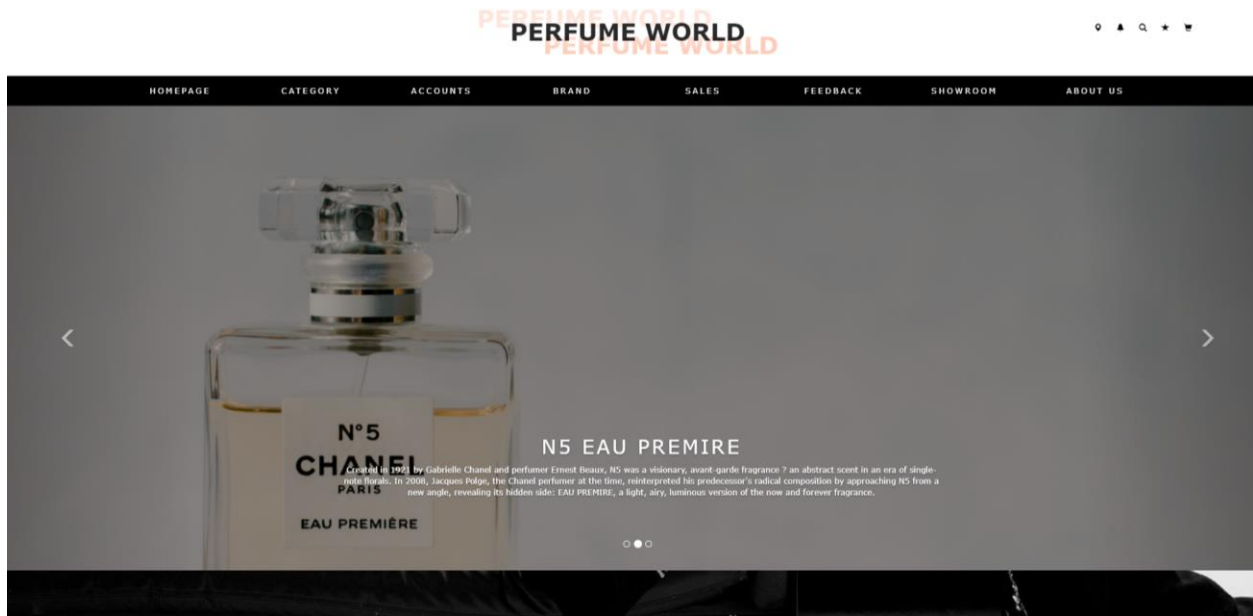 PERFUME WORLD
PERFUME WORLD
PERFUME WORLD
HOMEPAGE CATEGORY ACCOUNTS BRAND SALES FEEDBACK SHOWROOM ABOUT US
N°5
CHANEL
PARIS
EAU PREMIÈRE
N5 EAU PREMIRE
Created in 1921 by Gabrielle Chanel and perfumer Ernest Beaux, N5 was a visionary, avant-garde fragrance ? an abstract scent in an era of single-
note florals. In 2008, Jacques Polge, the Chanel perfumer at the time, reinterpreted his predecessor's radical composition by approaching N5 from a
new angle, revealing its hidden side: EAU PREMIRE, a light, airy, luminous version of the now and forever fragrance.